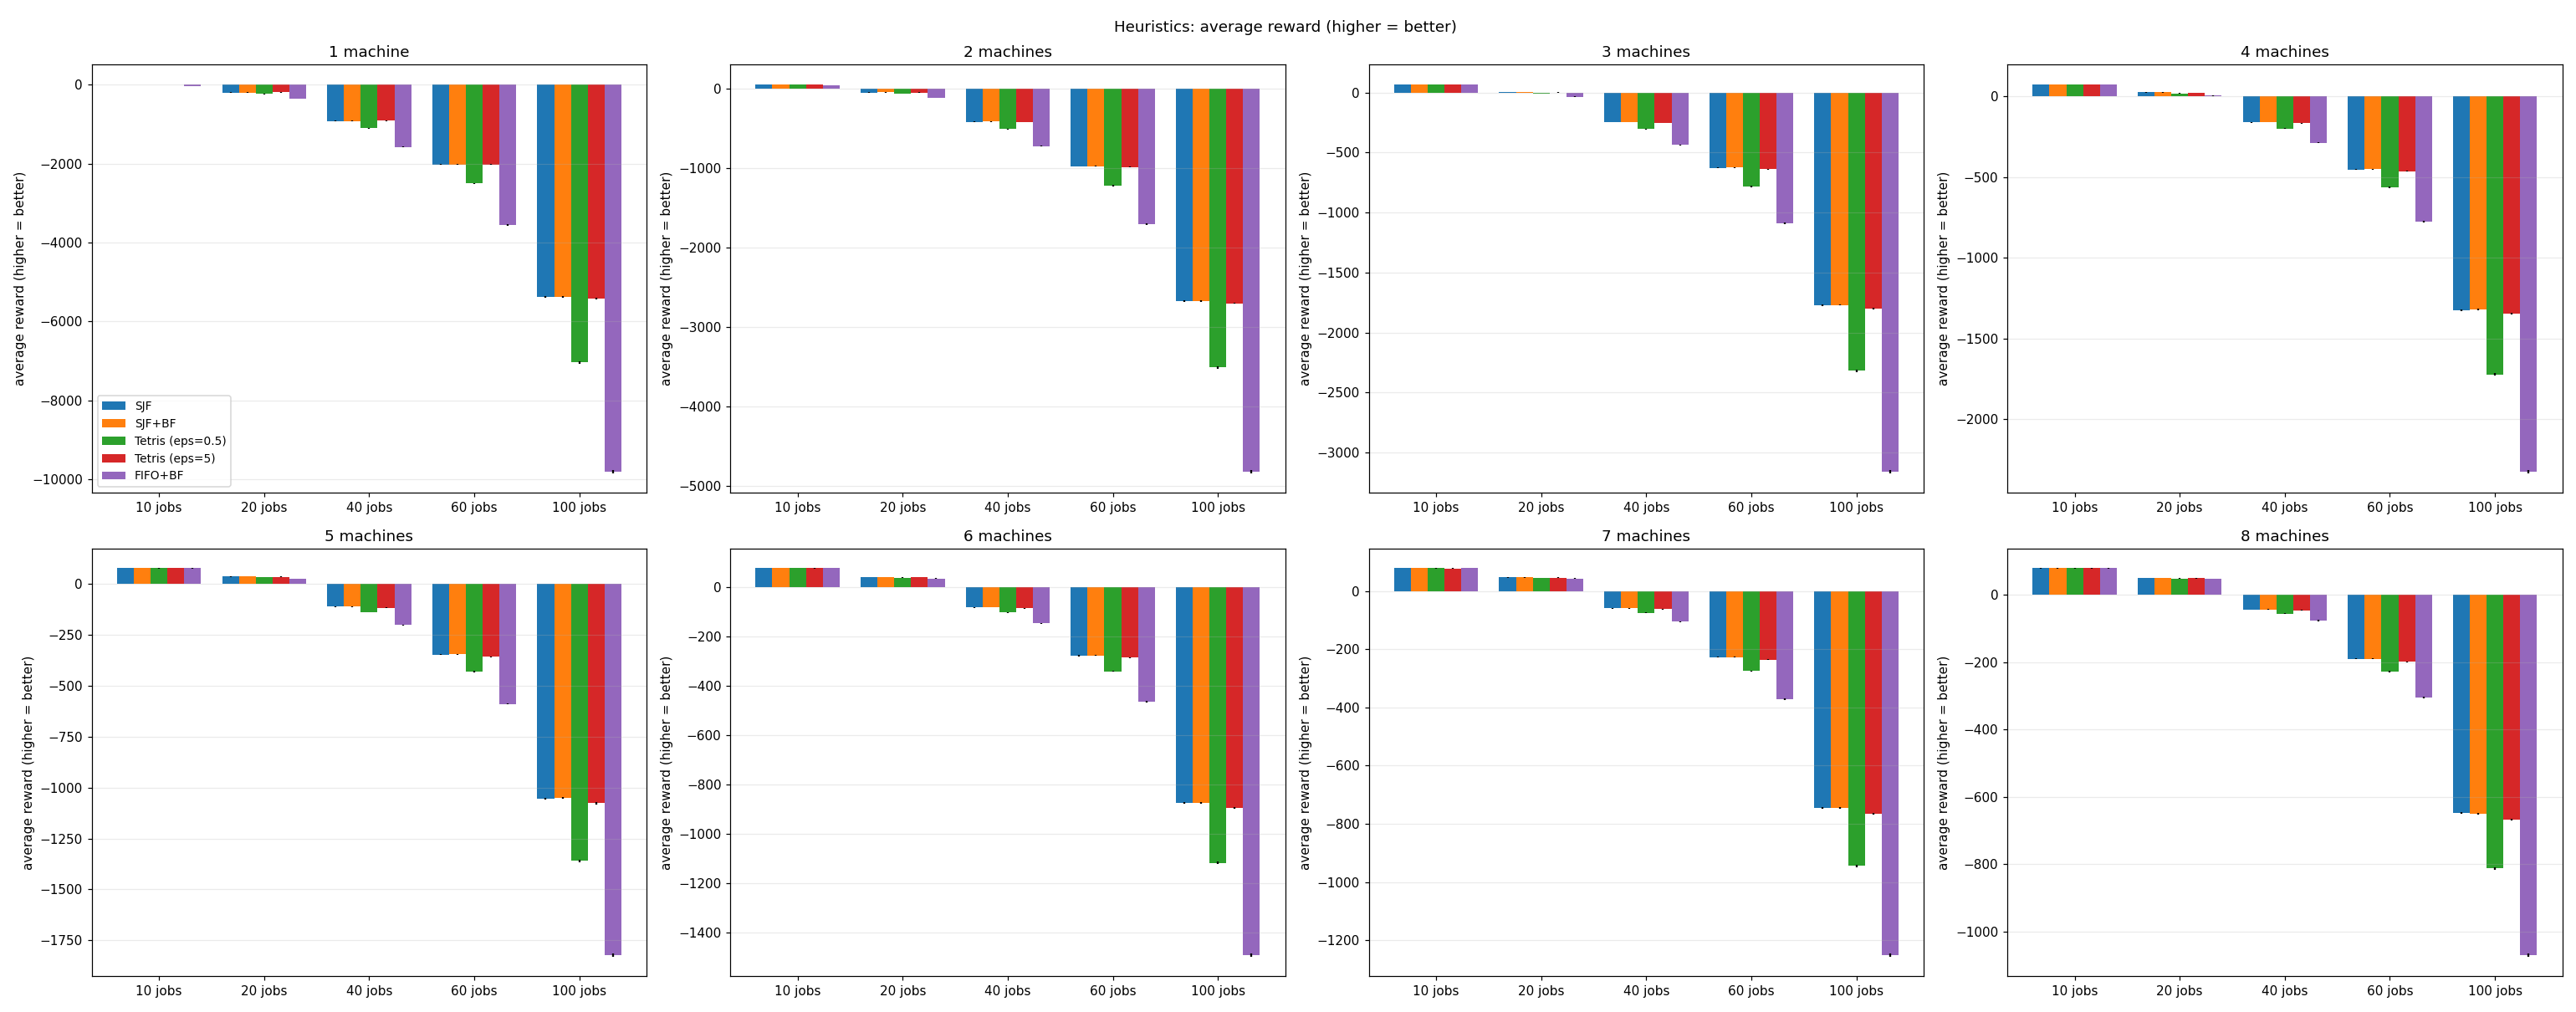 Heuristics: average reward (higher = better)
1 machine
average reward (higher = better)
0
−2000
−4000
−6000
−8000
−10000
SJF
SJF+BF
Tetris (eps=0.5)
Tetris (eps=5)
FIFO+BF
10 jobs 20 jobs 40 jobs 60 jobs 100 jobs
2 machines
average reward (higher = better)
0
−1000
−2000
−3000
−4000
−5000
10 jobs 20 jobs 40 jobs 60 jobs 100 jobs
3 machines
average reward (higher = better)
0
−500
−1000
−1500
−2000
−2500
−3000
10 jobs 20 jobs 40 jobs 60 jobs 100 jobs
4 machines
average reward (higher = better)
0
−500
−1000
−1500
−2000
10 jobs 20 jobs 40 jobs 60 jobs 100 jobs
5 machines
average reward (higher = better)
0
−250
−500
−750
−1000
−1250
−1500
−1750
10 jobs 20 jobs 40 jobs 60 jobs 100 jobs
6 machines
average reward (higher = better)
0
−200
−400
−600
−800
−1000
−1200
−1400
10 jobs 20 jobs 40 jobs 60 jobs 100 jobs
7 machines
average reward (higher = better)
0
−200
−400
−600
−800
−1000
−1200
10 jobs 20 jobs 40 jobs 60 jobs 100 jobs
8 machines
average reward (higher = better)
0
−200
−400
−600
−800
−1000
10 jobs 20 jobs 40 jobs 60 jobs 100 jobs